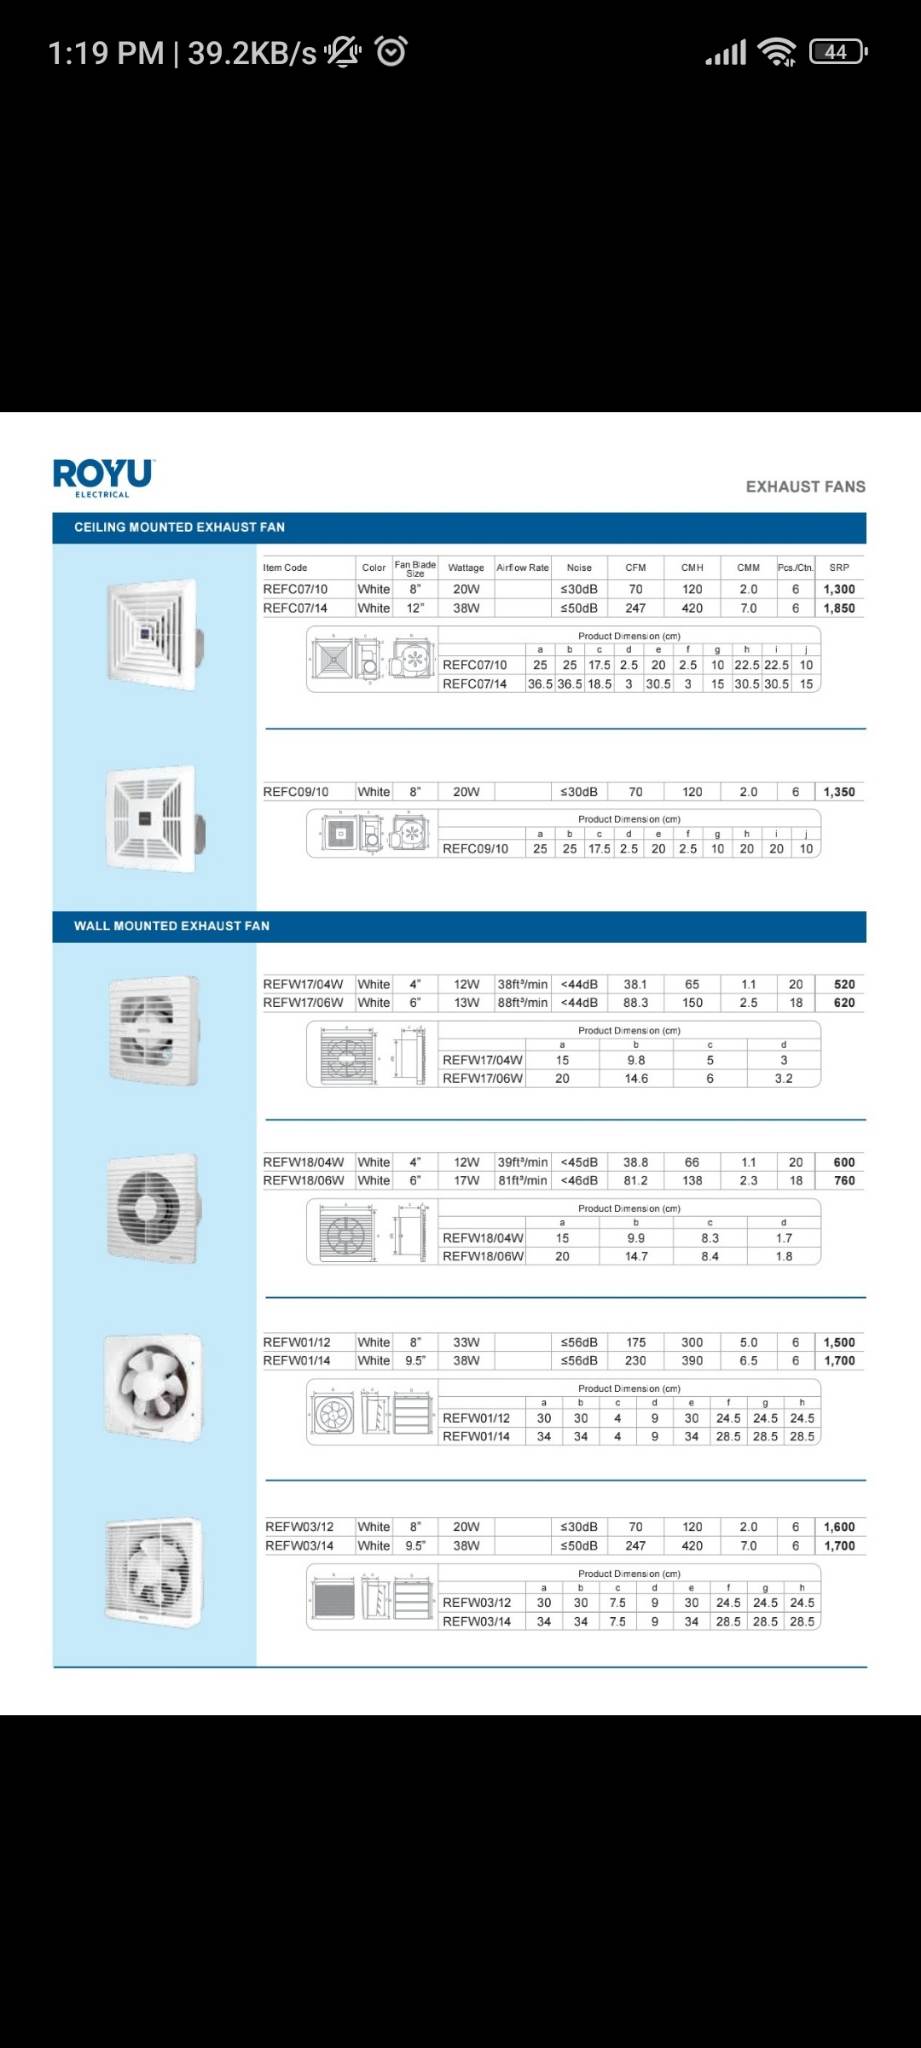 1:19 PM | 39.2KB/s
44
ROYU
ELECTRICAL
EXHAUST FANS
CEILING MOUNTED EXHAUST FAN
Item Code Color Fan Blade Size Wattage Airflow Rate Noise CFM CMH CMM Pcs./Ctn. SRP
REFC07/10 White 8" 20W ≤30dB 70 120 2.0 6 1,300
REFC07/14 White 12" 38W ≤50dB 247 420 7.0 6 1,850
Product Dimension (cm)
a b c d e f g h i j
REFC07/10 25 25 17.5 2.5 20 2.5 10 22.5 22.5 10
REFC07/14 36.5 36.5 18.5 3 30.5 3 15 30.5 30.5 15
REFC09/10 White 8" 20W ≤30dB 70 120 2.0 6 1,350
Product Dimension (cm)
a b c d e f g h i j
REFC09/10 25 25 17.5 2.5 20 2.5 10 20 20 10
WALL MOUNTED EXHAUST FAN
REFW17/04W White 4" 12W 38ft³/min <44dB 38.1 65 1.1 20 520
REFW17/06W White 6" 13W 88ft³/min <44dB 88.3 150 2.5 18 620
Product Dimension (cm)
a b c d
REFW17/04W 15 9.8 5 3
REFW17/06W 20 14.6 6 3.2
REFW18/04W White 4" 12W 39ft³/min <45dB 38.8 66 1.1 20 600
REFW18/06W White 6" 17W 81ft³/min <46dB 81.2 138 2.3 18 760
Product Dimension (cm)
a b c d
REFW18/04W 15 9.9 8.3 1.7
REFW18/06W 20 14.7 8.4 1.8
REFW01/12 White 8" 33W ≤56dB 175 300 5.0 6 1,500
REFW01/14 White 9.5" 38W ≤56dB 230 390 6.5 6 1,700
Product Dimension (cm)
a b c d e f g h
REFW01/12 30 30 4 9 30 24.5 24.5 24.5
REFW01/14 34 34 4 9 34 28.5 28.5 28.5
REFW03/12 White 8" 20W ≤30dB 70 120 2.0 6 1,600
REFW03/14 White 9.5" 38W ≤50dB 247 420 7.0 6 1,700
Product Dimension (cm)
a b c d e f g h
REFW03/12 30 30 7.5 9 30 24.5 24.5 24.5
REFW03/14 34 34 7.5 9 34 28.5 28.5 28.5